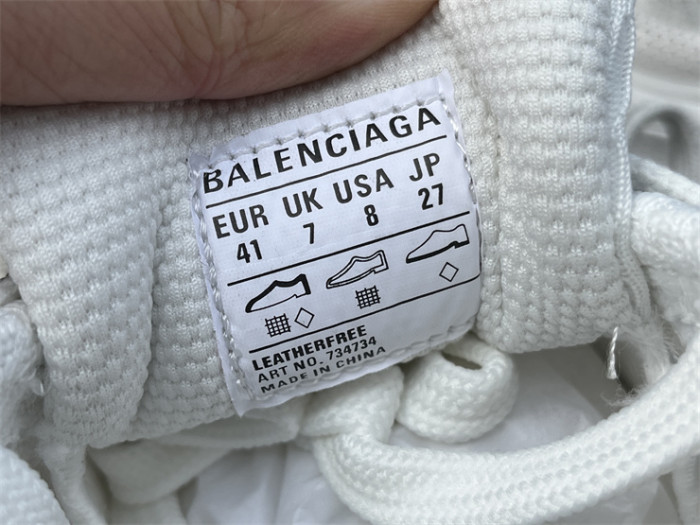 BALENCIAGA
EUR UK USA JP
41 7 8 27
LEATHERFREE
ART NO. 734734
MADE IN CHINA